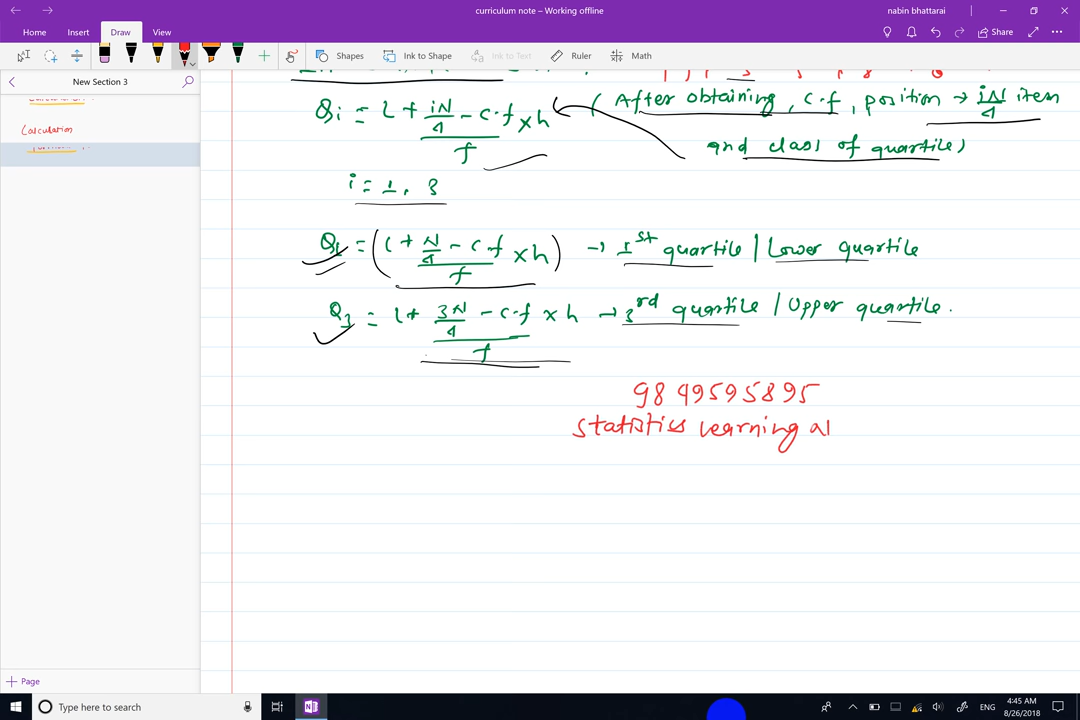 curriculum note – Working offline
nabin bhattarai
Home Insert Draw View
Share
Shapes Ink to Shape Ink to Text Ruler Math
New Section 3
Calculation
Qi = l + iN/4 - c.f / f × h (After obtaining, c.f, position → iN/4 item
and class of quartile)
i = 1, 3
Q1 = (l + N/4 - c.f / f × h) → 1st quartile / Lower quartile
Q3 = l + 3N/4 - c.f / f × h → 3rd quartile / Upper quartile.
9849595895
statistics learning al
Page
Type here to search
4:45 AM
8/26/2018